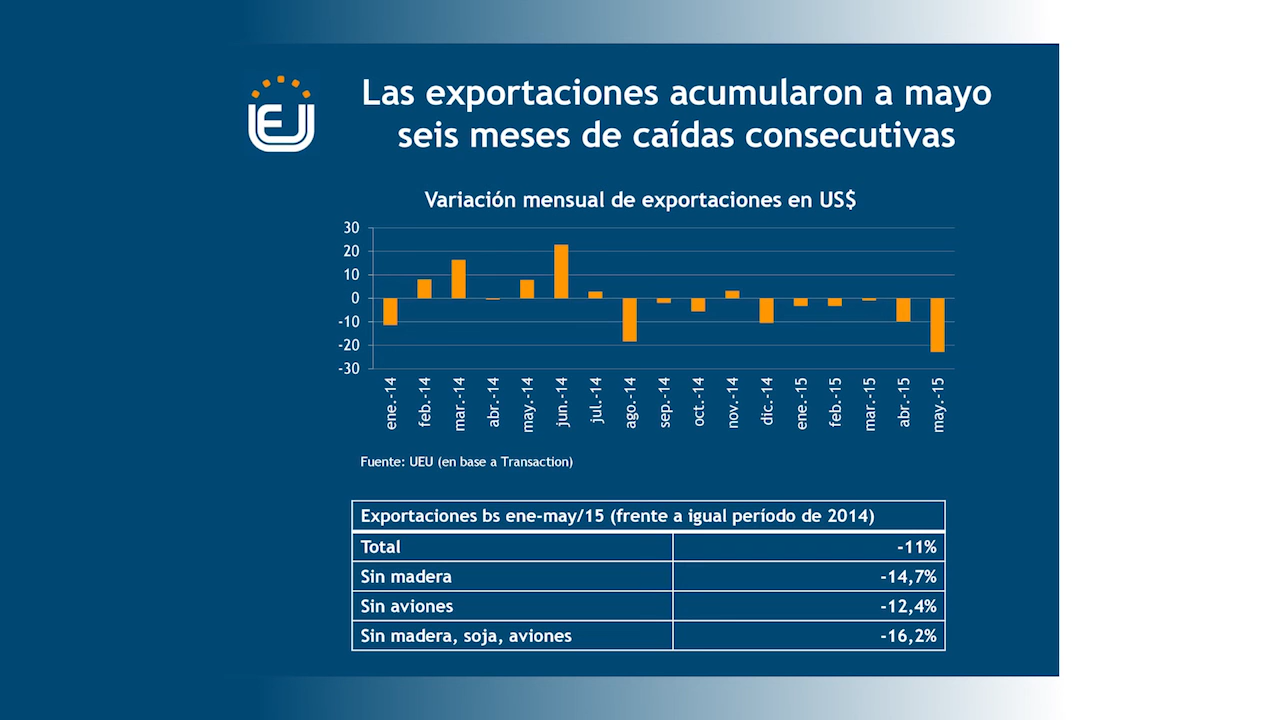 EU
Las exportaciones acumularon a mayo
seis meses de caídas consecutivas
Variación mensual de exportaciones en US$
30
20
10
0
-10
-20
-30
ene.-14
feb.-14
mar.-14
abr.-14
may.-14
jun.-14
jul.-14
ago.-14
sep.-14
oct.-14
nov.-14
dic.-14
ene.-15
feb.-15
mar.-15
abr.-15
may.-15
Fuente: UEU (en base a Transaction)
Exportaciones bs ene-may/15 (frente a igual período de 2014)
Total -11%
Sin madera -14,7%
Sin aviones -12,4%
Sin madera, soja, aviones -16,2%